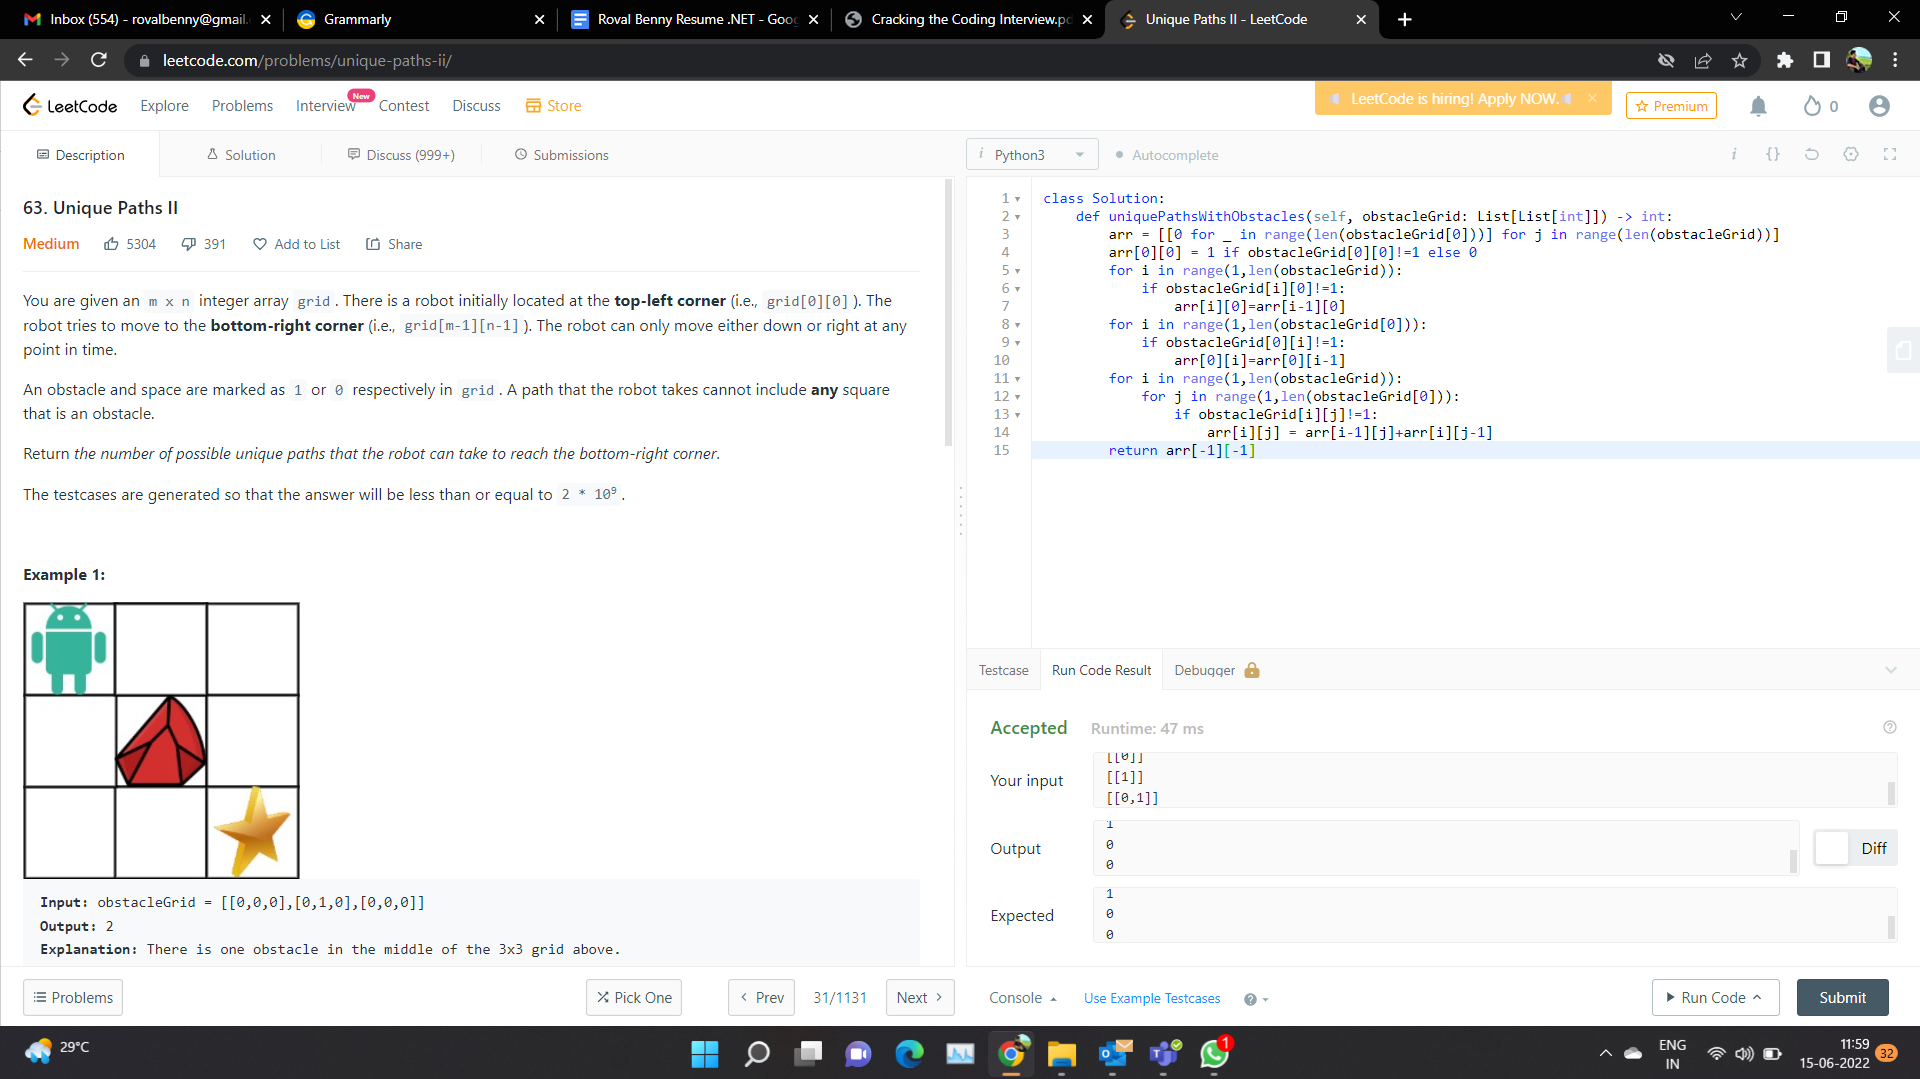 Inbox (554) - rovalbenny@gmail.
Grammarly
Roval Benny Resume .NET - Goog
Cracking the Coding Interview.pd
Unique Paths II - LeetCode
leetcode.com/problems/unique-paths-ii/
LeetCode
Explore
Problems
Interview
New
Contest
Discuss
Store
LeetCode is hiring! Apply NOW.
Premium
0
Description
Solution
Discuss (999+)
Submissions
63. Unique Paths II
Medium
5304
391
Add to List
Share
You are given an m x n integer array grid. There is a robot initially located at the top-left corner (i.e., grid[0][0]). The
robot tries to move to the bottom-right corner (i.e., grid[m-1][n-1]). The robot can only move either down or right at any
point in time.
An obstacle and space are marked as 1 or 0 respectively in grid. A path that the robot takes cannot include any square
that is an obstacle.
Return the number of possible unique paths that the robot can take to reach the bottom-right corner.
The testcases are generated so that the answer will be less than or equal to 2 * 10⁹.
Example 1:
Input: obstacleGrid = [[0,0,0],[0,1,0],[0,0,0]]
Output: 2
Explanation: There is one obstacle in the middle of the 3x3 grid above.
Problems
Pick One
Prev
31/1131
Next
i Python3
Autocomplete
i {}
1 class Solution:
2 def uniquePathsWithObstacles(self, obstacleGrid: List[List[int]]) -> int:
3 arr = [[0 for _ in range(len(obstacleGrid[0]))] for j in range(len(obstacleGrid))]
4 arr[0][0] = 1 if obstacleGrid[0][0]!=1 else 0
5 for i in range(1,len(obstacleGrid)):
6 if obstacleGrid[i][0]!=1:
7 arr[i][0]=arr[i-1][0]
8 for i in range(1,len(obstacleGrid[0])):
9 if obstacleGrid[0][i]!=1:
10 arr[0][i]=arr[0][i-1]
11 for i in range(1,len(obstacleGrid)):
12 for j in range(1,len(obstacleGrid[0])):
13 if obstacleGrid[i][j]!=1:
14 arr[i][j] = arr[i-1][j]+arr[i][j-1]
15 return arr[-1][-1]
Testcase
Run Code Result
Debugger
Accepted
Runtime: 47 ms
Your input
[[0]]
[[1]]
[[0,1]]
Output
1
0
0
Diff
Expected
1
0
0
Console
Use Example Testcases
Run Code
Submit
29°C
1
ENG
IN
11:59
15-06-2022
32